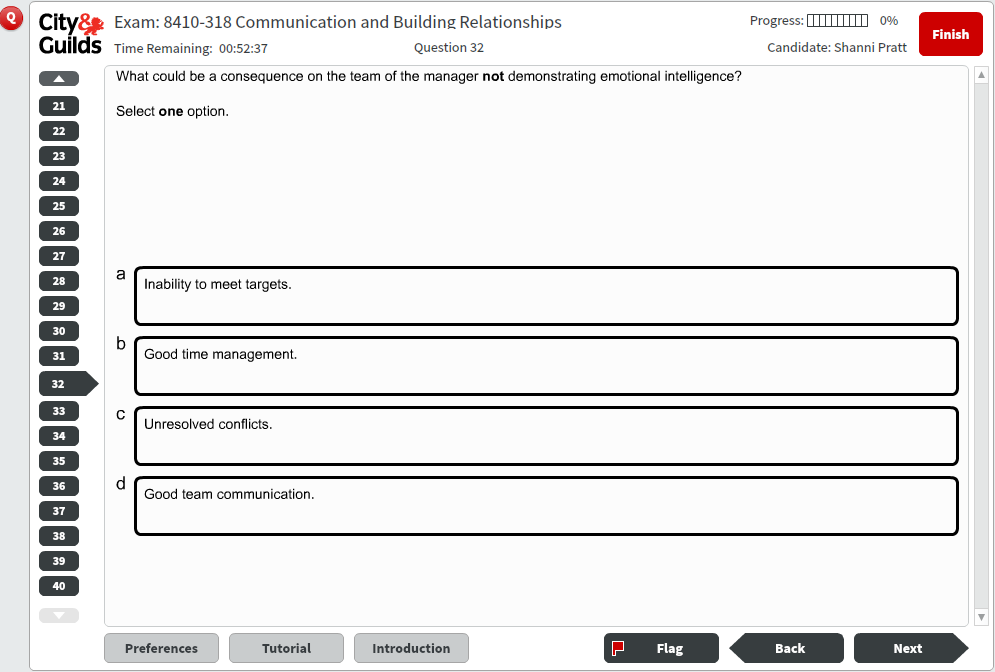 Q
City&
Guilds
Exam: 8410-318 Communication and Building Relationships
Time Remaining: 00:52:37
Question 32
Progress: 0%
Candidate: Shanni Pratt
Finish
What could be a consequence on the team of the manager not demonstrating emotional intelligence?
Select one option.
21
22
23
24
25
26
27
28
29
30
31
32
33
34
35
36
37
38
39
40
a
Inability to meet targets.
b
Good time management.
c
Unresolved conflicts.
d
Good team communication.
Preferences
Tutorial
Introduction
Flag
Back
Next